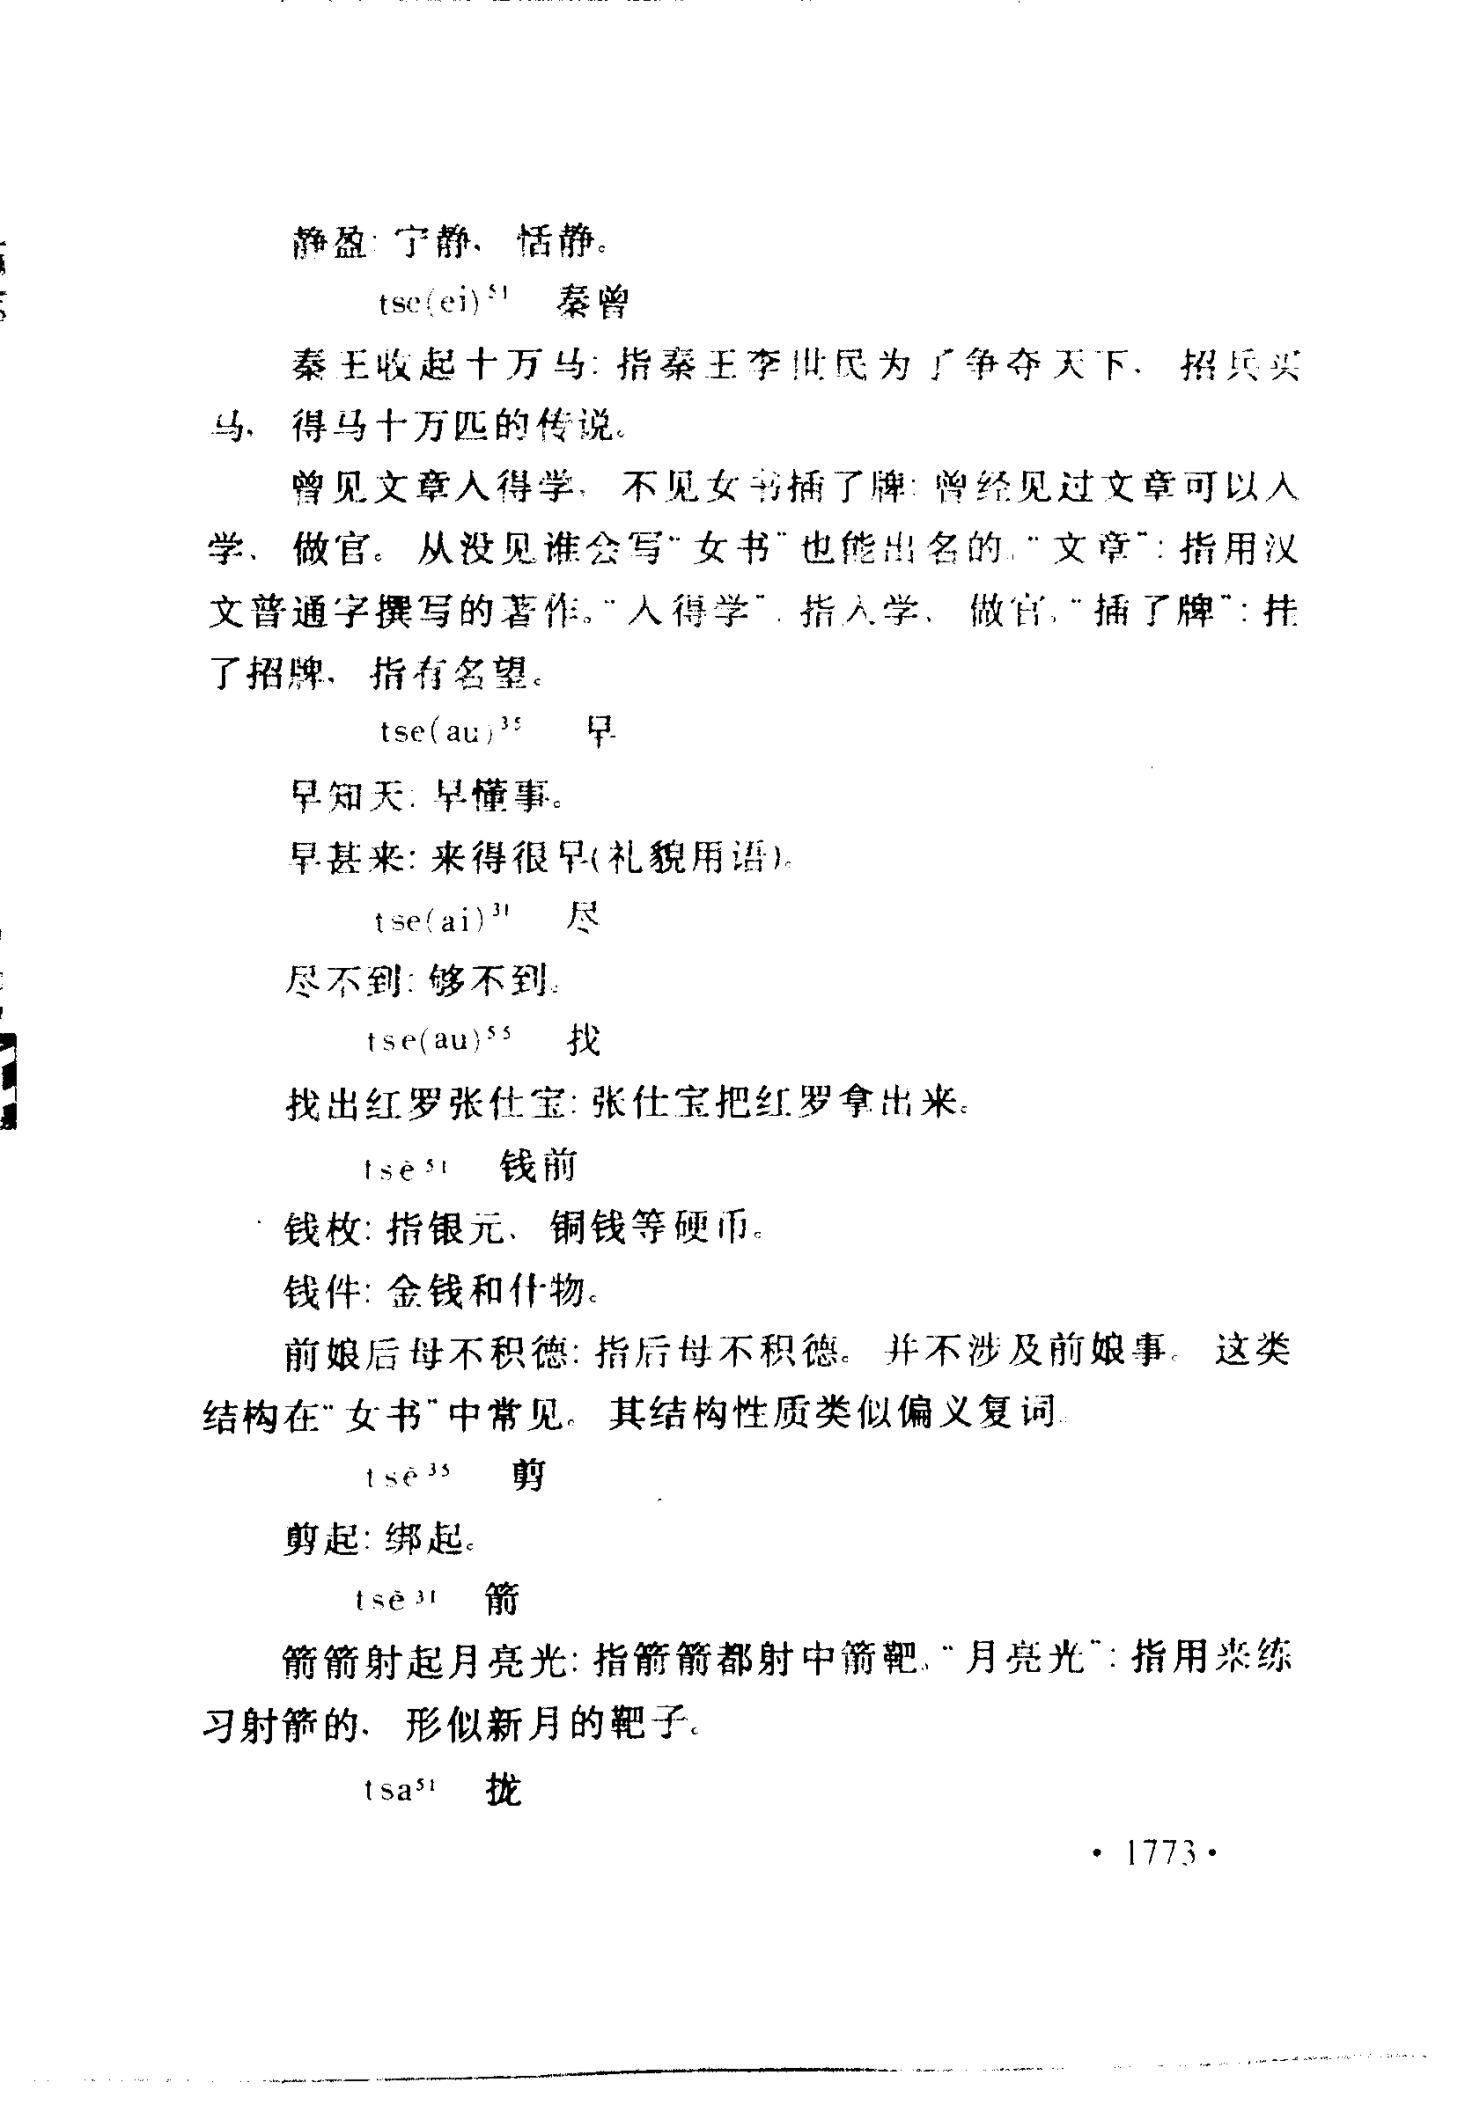 静盈: 宁静、恬静。
tse(ei)⁵¹ 秦曾
秦王收起十万马: 指秦王李世民为了争夺天下、招兵买
马、得马十万匹的传说。
曾见文章入得学、不见女书插了牌: 曾经见过文章可以入
学、做官。从没见谁会写“女书”也能出名的。“文章”: 指用汉
文普通字撰写的著作。“入得学”: 指入学、做官。“插了牌”: 挂
了招牌、指有名望。
tse(au)³⁵ 早
早知天: 早懂事。
早甚来: 来得很早(礼貌用语)。
tse(ai)³¹ 尽
尽不到: 够不到。
tse(au)⁵⁵ 找
找出红罗张仕宝: 张仕宝把红罗拿出来。
tsè⁵¹ 钱前
钱枚: 指银元、铜钱等硬币。
钱件: 金钱和什物。
前娘后母不积德: 指后母不积德。并不涉及前娘事。这类
结构在“女书”中常见。其结构性质类似偏义复词。
tsè³⁵ 剪
剪起: 绑起。
tsè³¹ 箭
箭箭射起月亮光: 指箭箭都射中箭靶。“月亮光”: 指用来练
习射箭的、形似新月的靶子。
tsa⁵¹ 拢
·1773·